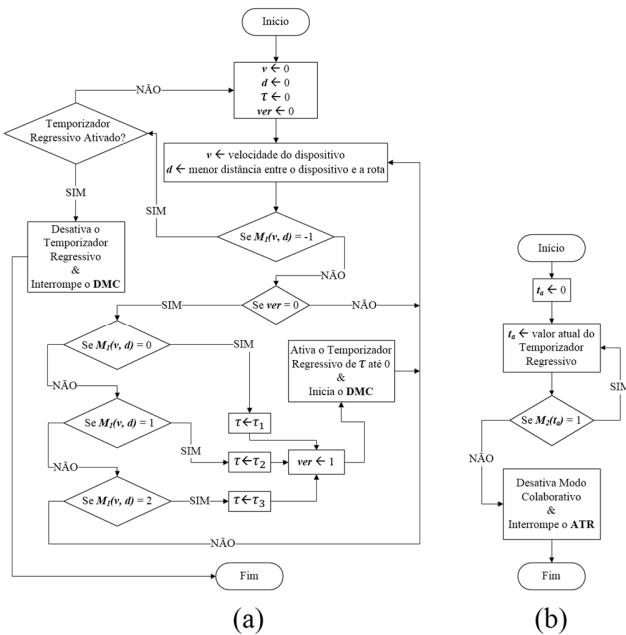 Início
v ← 0
d ← 0
τ ← 0
ver ← 0
NÃO
Temporizador
Regressivo Ativado?
v ← velocidade do dispositivo
d ← menor distância entre o dispositivo e a rota
SIM
SIM
Desativa o
Temporizador
Regressivo
&
Interrompe o DMC
Se M₁(v, d) = -1
NÃO
Se ver = 0
SIM
NÃO
Se M₁(v, d) = 0
SIM
Ativa o Temporizador
Regressivo de τ até 0
&
Inicia o DMC
NÃO
τ←τ₁
Se M₁(v, d) = 1
SIM
τ←τ₂
ver ← 1
NÃO
Se M₁(v, d) = 2
SIM
τ←τ₃
NÃO
Fim
(a)
Início
tₐ ← 0
tₐ ← valor atual do
Temporizador
Regressivo
SIM
Se M₂(tₐ) = 1
NÃO
Desativa Modo
Colaborativo
&
Interrompe o ATR
Fim
(b)